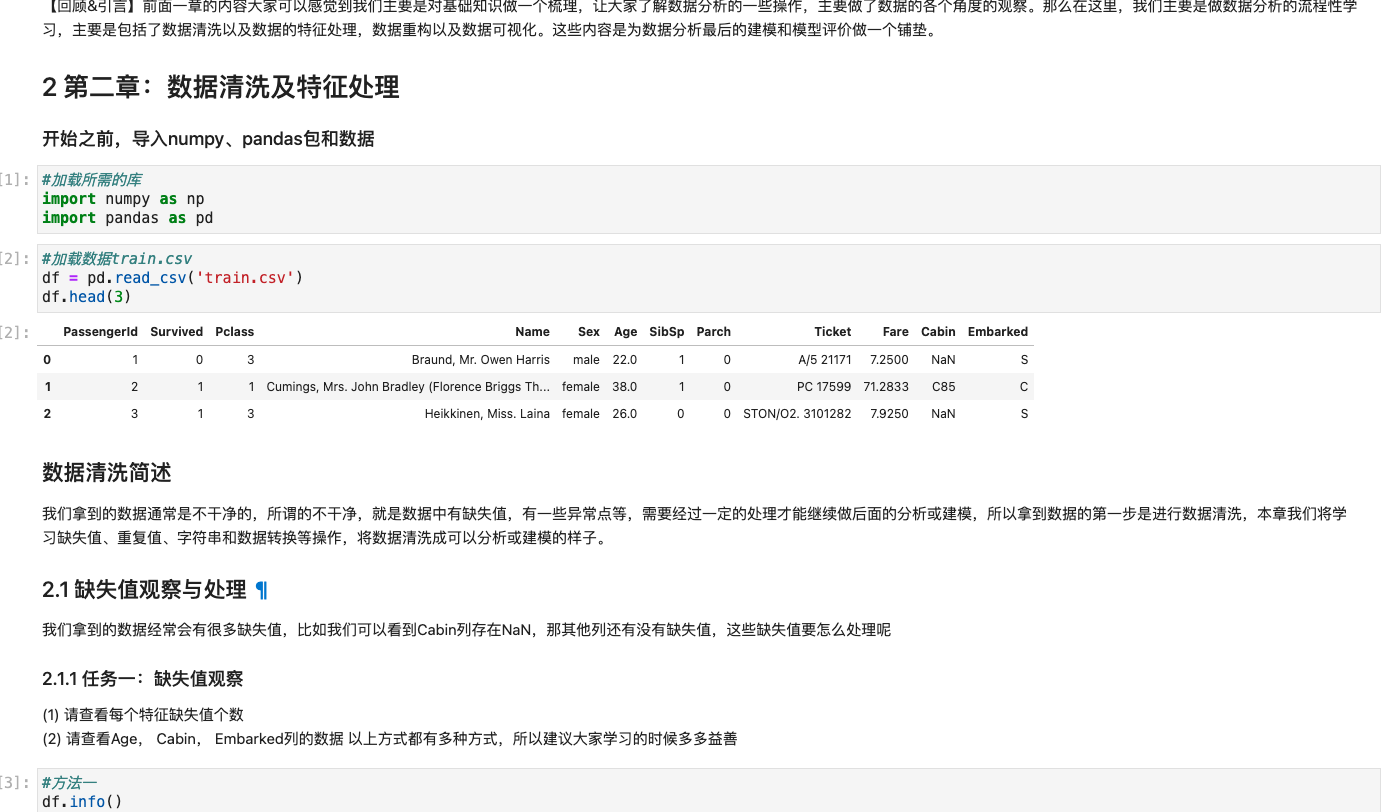 【回顾&引言】前面一章的内容大家可以感觉到我们主要是对基础知识做一个梳理，让大家了解数据分析的一些操作，主要做了数据的各个角度的观察。那么在这里，我们主要是做数据分析的流程性学
习，主要是包括了数据清洗以及数据的特征处理，数据重构以及数据可视化。这些内容是为数据分析最后的建模和模型评价做一个铺垫。
2 第二章：数据清洗及特征处理
开始之前，导入numpy、pandas包和数据
[1]: #加载所需的库
import numpy as np
import pandas as pd
[2]: #加载数据train.csv
df = pd.read_csv('train.csv')
df.head(3)
[2]: PassengerId Survived Pclass Name Sex Age SibSp Parch Ticket Fare Cabin Embarked
0 1 0 3 Braund, Mr. Owen Harris male 22.0 1 0 A/5 21171 7.2500 NaN S
1 2 1 1 Cumings, Mrs. John Bradley (Florence Briggs Th... female 38.0 1 0 PC 17599 71.2833 C85 C
2 3 1 3 Heikkinen, Miss. Laina female 26.0 0 0 STON/O2. 3101282 7.9250 NaN S
数据清洗简述
我们拿到的数据通常是不干净的，所谓的不干净，就是数据中有缺失值，有一些异常点等，需要经过一定的处理才能继续做后面的分析或建模，所以拿到数据的第一步是进行数据清洗，本章我们将学
习缺失值、重复值、字符串和数据转换等操作，将数据清洗成可以分析或建模的样子。
2.1 缺失值观察与处理 ¶
我们拿到的数据经常会有很多缺失值，比如我们可以看到Cabin列存在NaN，那其他列还有没有缺失值，这些缺失值要怎么处理呢
2.1.1 任务一：缺失值观察
(1) 请查看每个特征缺失值个数
(2) 请查看Age， Cabin， Embarked列的数据 以上方式都有多种方式，所以建议大家学习的时候多多益善
[3]: #方法一
df.info()